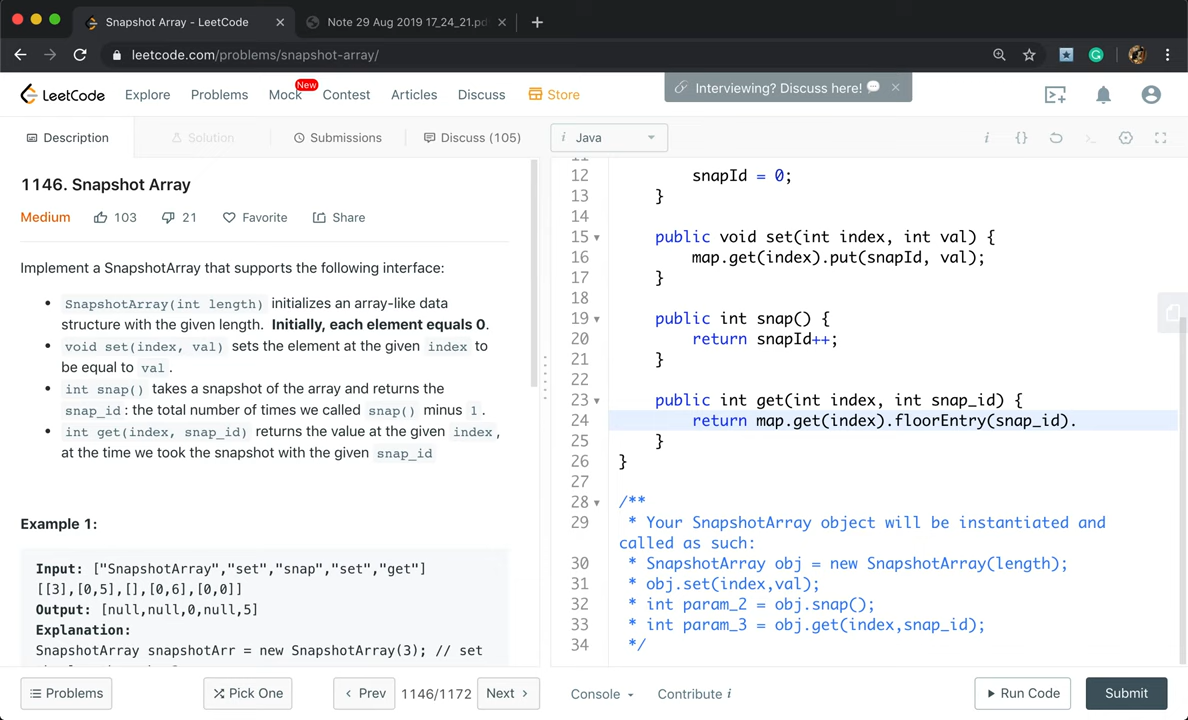 Snapshot Array - LeetCode
Note 29 Aug 2019 17_24_21.pd
leetcode.com/problems/snapshot-array/
LeetCode
Explore
Problems
Mock
New
Contest
Articles
Discuss
Store
Interviewing? Discuss here!
Description
Solution
Submissions
Discuss (105)
i Java
1146. Snapshot Array
Medium
103
21
Favorite
Share
Implement a SnapshotArray that supports the following interface:
• SnapshotArray(int length) initializes an array-like data
structure with the given length. Initially, each element equals 0.
• void set(index, val) sets the element at the given index to
be equal to val .
• int snap() takes a snapshot of the array and returns the
snap_id : the total number of times we called snap() minus 1 .
• int get(index, snap_id) returns the value at the given index ,
at the time we took the snapshot with the given snap_id
Example 1:
Input: ["SnapshotArray","set","snap","set","get"]
[[3],[0,5],[],[0,6],[0,0]]
Output: [null,null,0,null,5]
Explanation:
SnapshotArray snapshotArr = new SnapshotArray(3); // set
11
12 snapId = 0;
13 }
14
15 public void set(int index, int val) {
16 map.get(index).put(snapId, val);
17 }
18
19 public int snap() {
20 return snapId++;
21 }
22
23 public int get(int index, int snap_id) {
24 return map.get(index).floorEntry(snap_id).
25 }
26 }
27
28 /**
29 * Your SnapshotArray object will be instantiated and
called as such:
30 * SnapshotArray obj = new SnapshotArray(length);
31 * obj.set(index,val);
32 * int param_2 = obj.snap();
33 * int param_3 = obj.get(index,snap_id);
34 */
Problems
Pick One
Prev
1146/1172
Next
Console
Contribute i
Run Code
Submit